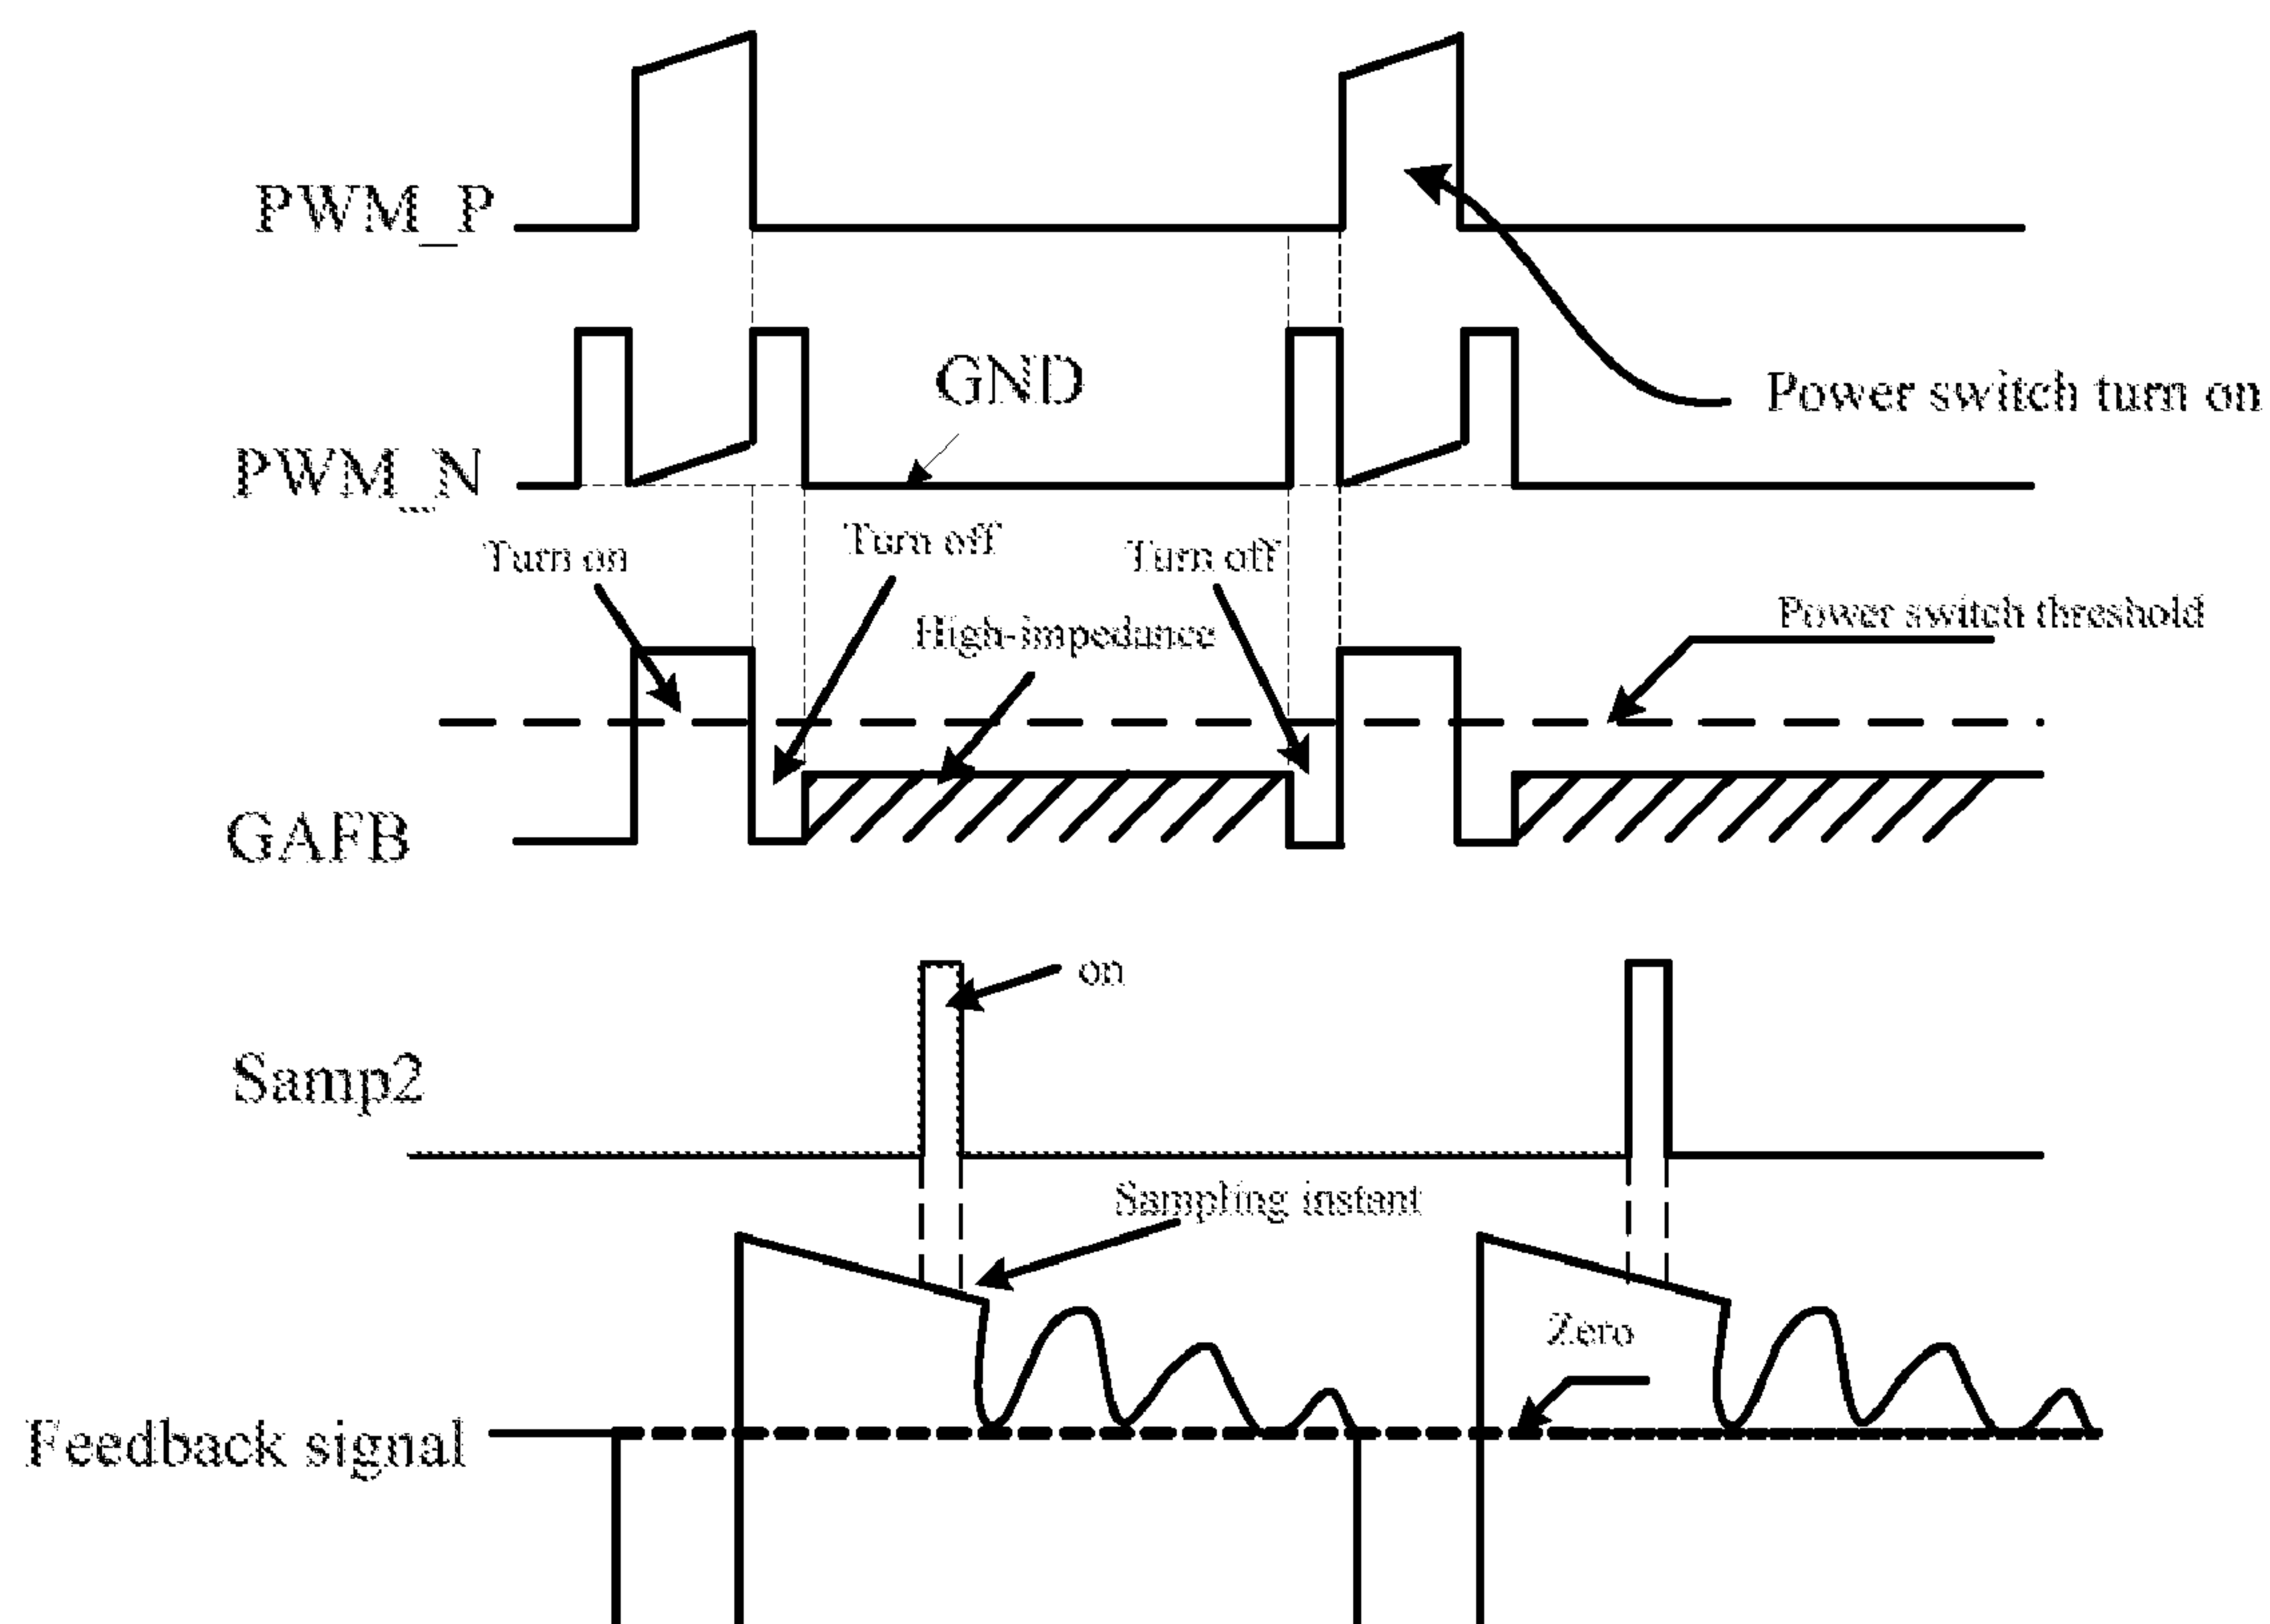 PWM_P
GND
Power switch turn on
PWM_N
Turn on
Turn off
Turn off
High-impedance
Power switch threshold
GAFB
on
Samp2
Sampling instant
Zero
Feedback signal